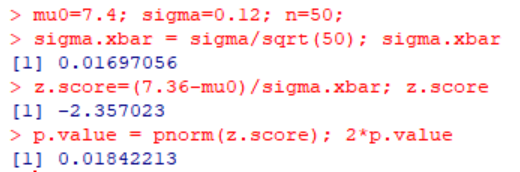 > mu0=7.4; sigma=0.12; n=50;
> sigma.xbar = sigma/sqrt(50); sigma.xbar
[1] 0.01697056
> z.score=(7.36-mu0)/sigma.xbar; z.score
[1] -2.357023
> p.value = pnorm(z.score); 2*p.value
[1] 0.01842213